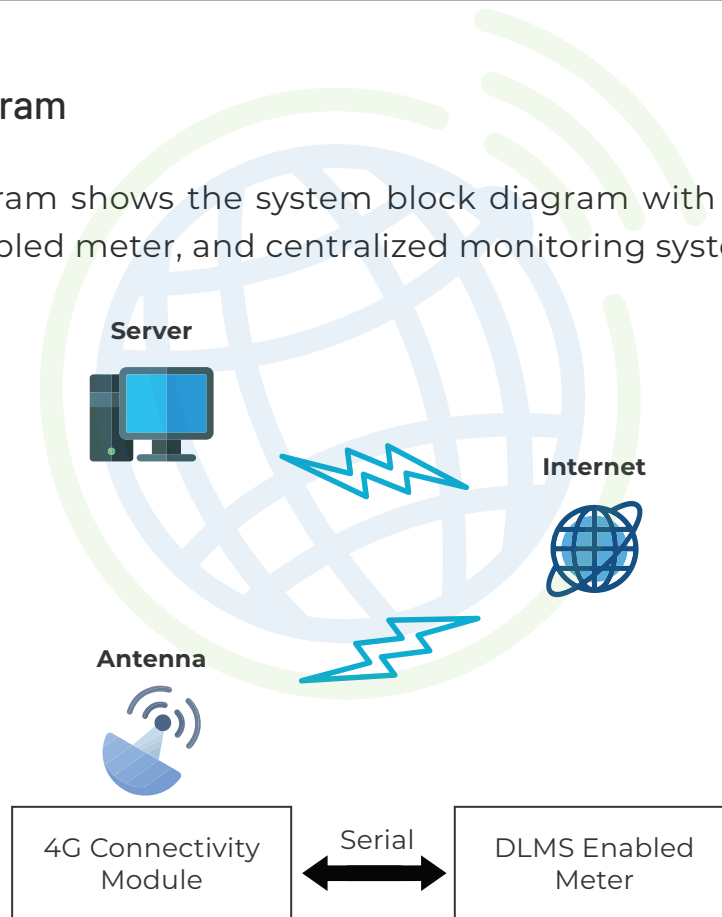 ram
ram shows the system block diagram with
bled meter, and centralized monitoring syst
Server
Internet
Antenna
4G Connectivity
Module
Serial
DLMS Enabled
Meter